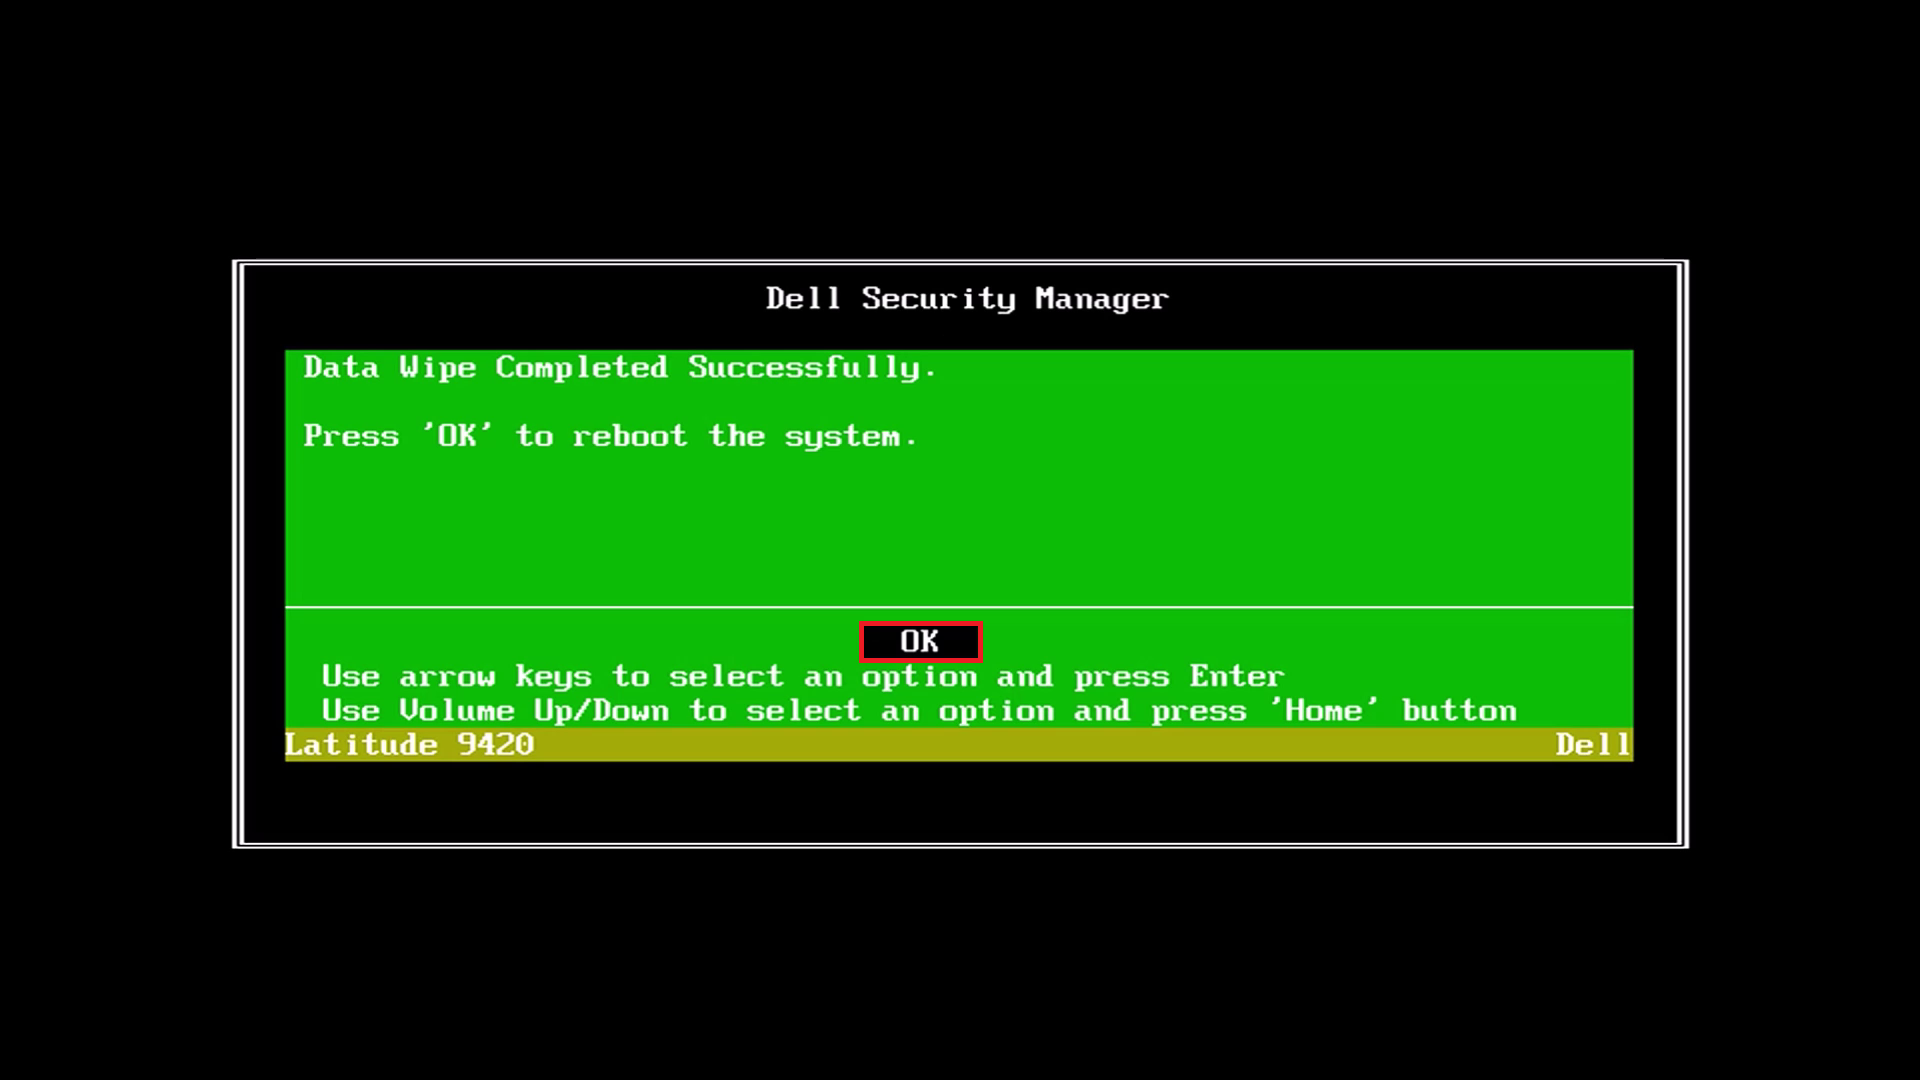 Dell Security Manager
Data Wipe Completed Successfully.
Press 'OK' to reboot the system.
OK
Use arrow keys to select an option and press Enter
Use Volume Up/Down to select an option and press 'Home' button
Latitude 9420 Dell